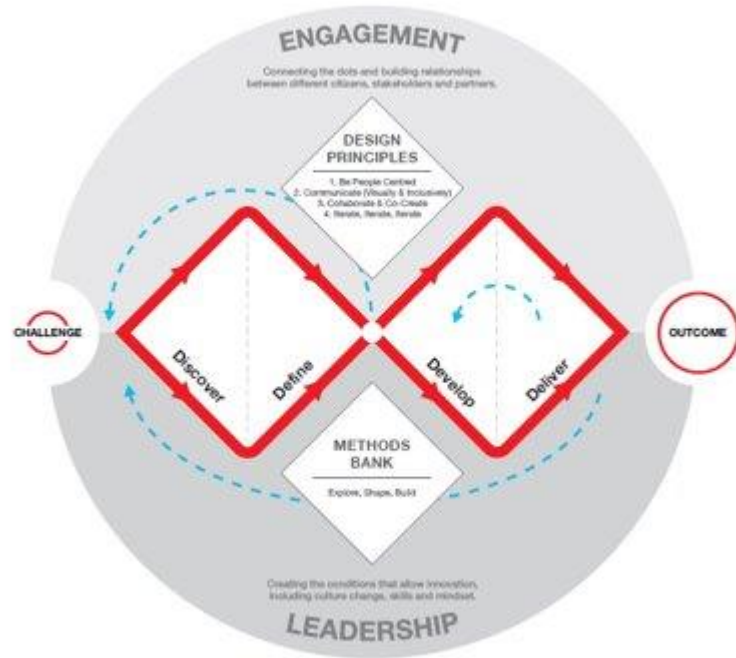 ENGAGEMENT
Connecting the dots and building relationships
between different citizens, stakeholders and partners.
DESIGN
PRINCIPLES
1. Be People Centred
2. Communicate (Visually & Inclusively)
3. Collaborate & Co-Create
4. Iterate, Iterate, Iterate
CHALLENGE
OUTCOME
Discover
Define
Develop
Deliver
METHODS
BANK
Explore, Shape, Build
Creating the conditions that allow innovation,
including culture change, skills and mindset.
LEADERSHIP